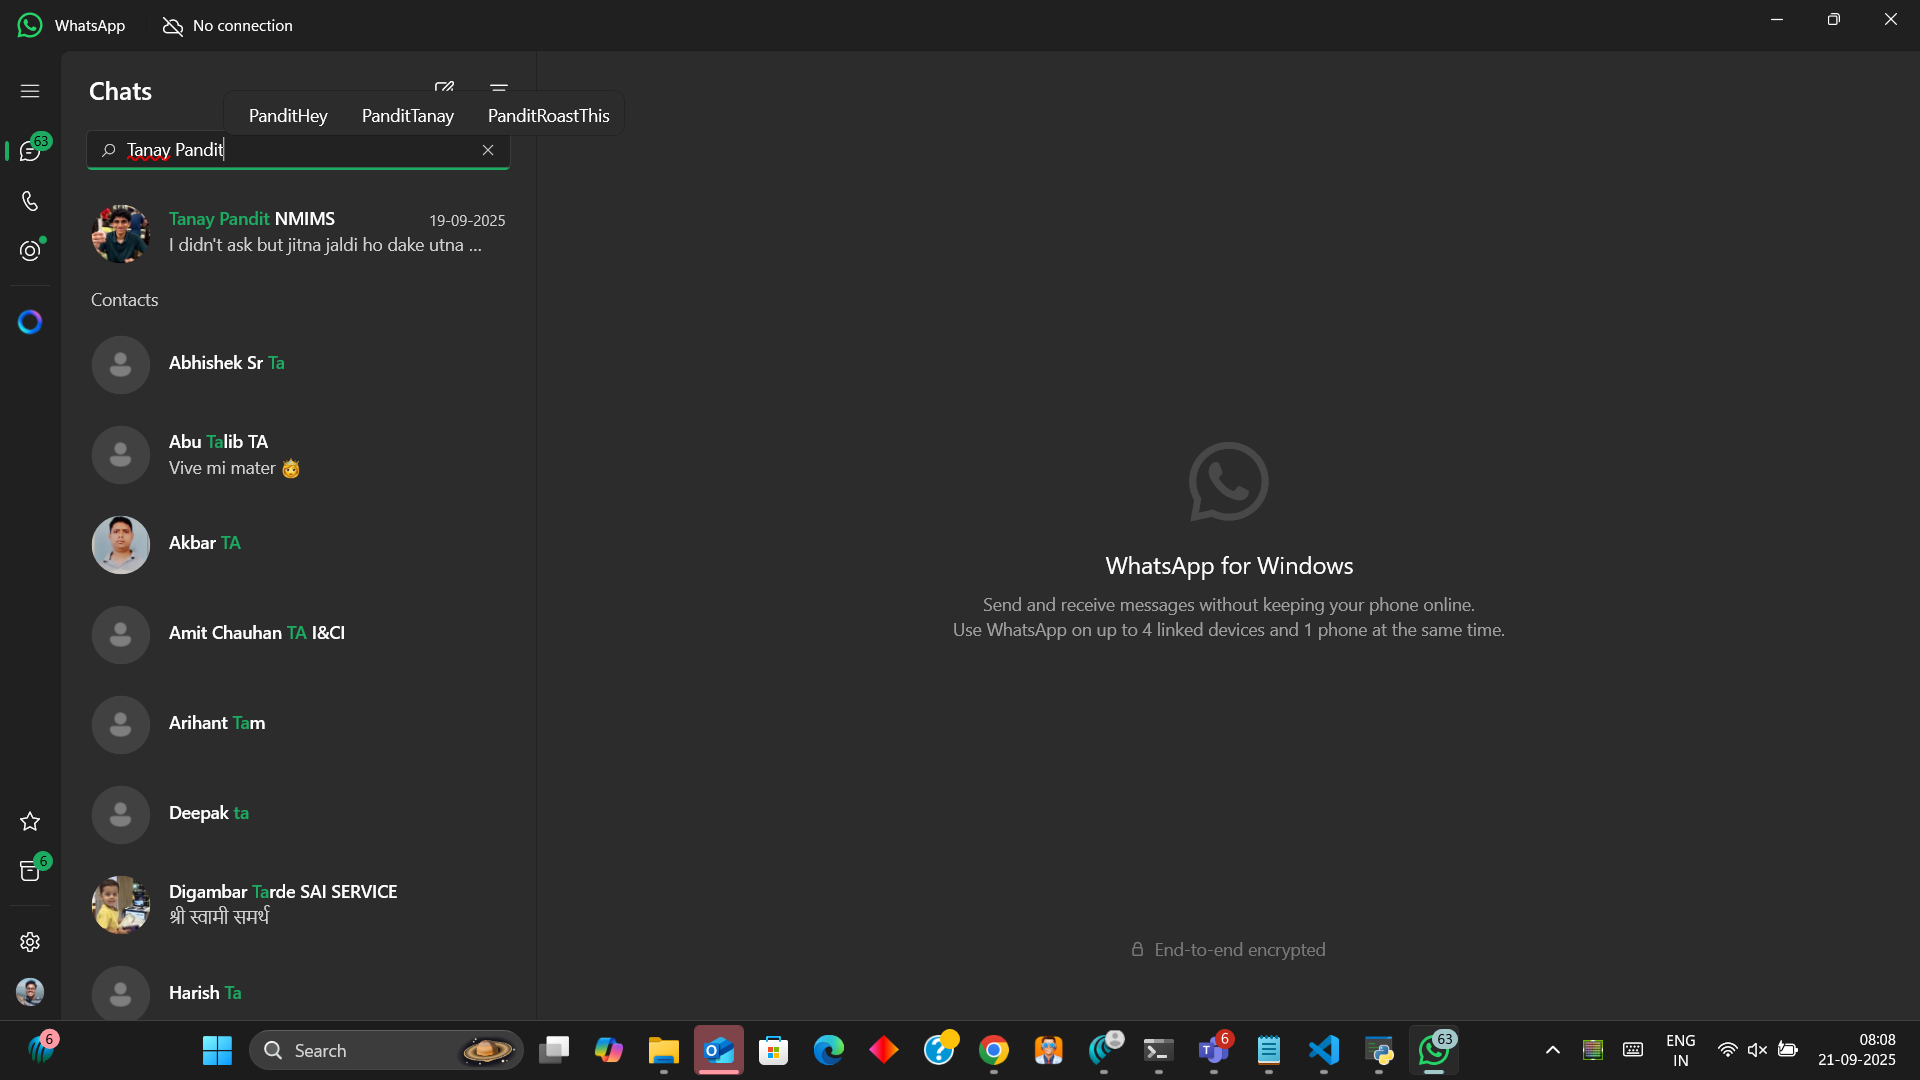 WhatsApp
No connection
Chats
63
PanditHey PanditTanay PanditRoastThis
Tanay Pandit
Tanay Pandit NMIMS 19-09-2025
I didn't ask but jitna jaldi ho dake utna ...
Contacts
Abhishek Sr Ta
Abu Talib TA
Vive mi mater 👸
Akbar TA
Amit Chauhan TA I&CI
Arihant Tam
Deepak ta
Digambar Tarde SAI SERVICE
श्री स्वामी समर्थ
Harish Ta
6
WhatsApp for Windows
Send and receive messages without keeping your phone online.
Use WhatsApp on up to 4 linked devices and 1 phone at the same time.
End-to-end encrypted
6
Search
6
63
ENG
IN
08:08
21-09-2025